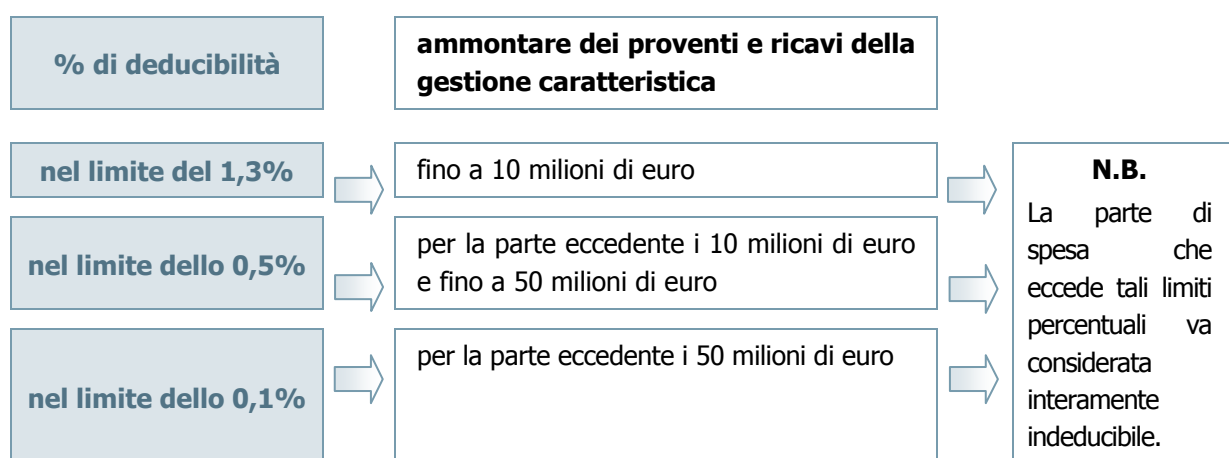 % di deducibilità
ammontare dei proventi e ricavi della
gestione caratteristica
nel limite del 1,3%
fino a 10 milioni di euro
nel limite dello 0,5%
per la parte eccedente i 10 milioni di euro
e fino a 50 milioni di euro
nel limite dello 0,1%
per la parte eccedente i 50 milioni di euro
N.B.
La parte di
spesa che
eccede tali limiti
percentuali va
considerata
interamente
indeducibile.